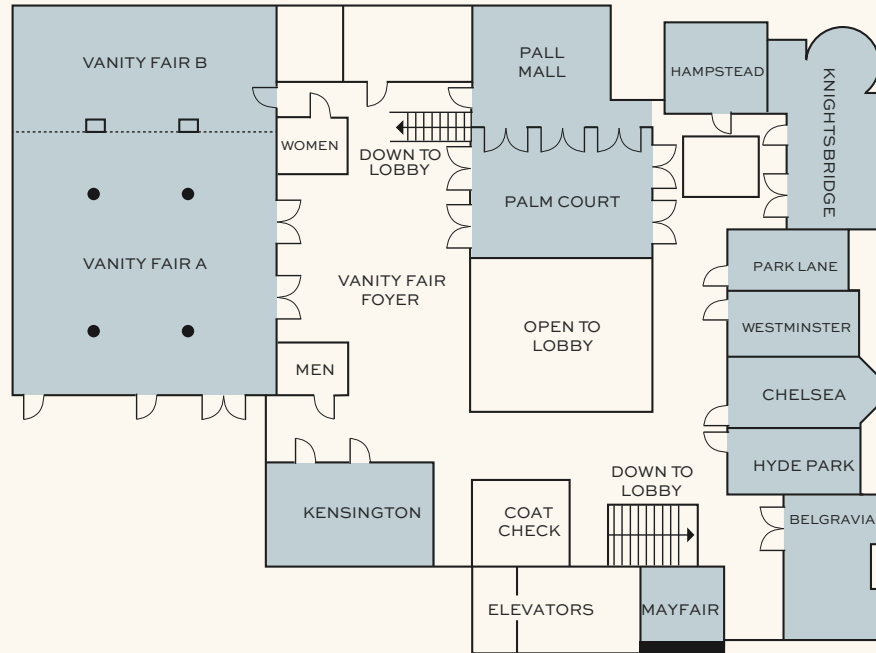 VANITY FAIR B
PALL
MALL
HAMPSTEAD
KNIGHTSBRIDGE
WOMEN
DOWN TO
LOBBY
PALM COURT
VANITY FAIR A
VANITY FAIR
FOYER
PARK LANE
OPEN TO
LOBBY
WESTMINSTER
MEN
CHELSEA
HYDE PARK
DOWN TO
LOBBY
KENSINGTON
COAT
CHECK
BELGRAVIA
ELEVATORS
MAYFAIR